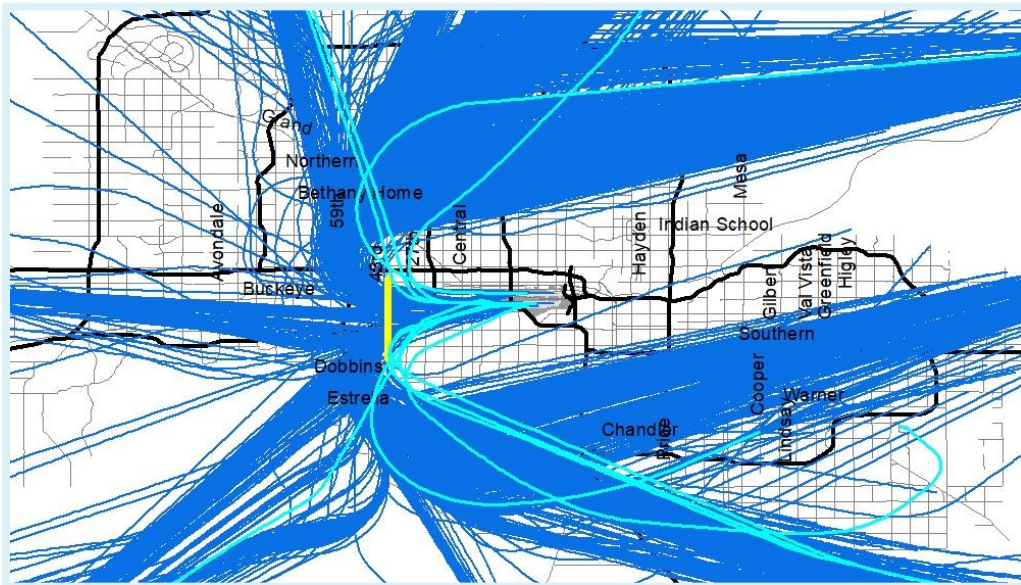 Grand
Northern
Bethany Home
59th
Avondale
43rd
Central
Buckeye
Mesa
Hayden
Indian School
Gilbert
Val Vista
Greenfield
Higley
Southern
Dobbins
Estrella
Cooper
Warner
Lindsay
Chandler
Price